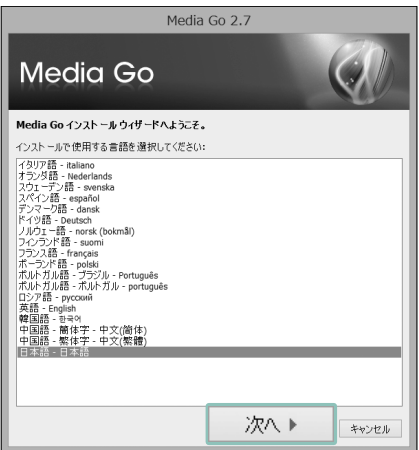 Media Go 2.7
Media Go
Media Go インストール ウィザードへようこそ。
インストールで使用する言語を選択してください:
イタリア語 - italiano
オランダ語 - Nederlands
スウェーデン語 - svenska
スペイン語 - español
デンマーク語 - dansk
ドイツ語 - Deutsch
ノルウェー語 - norsk (bokmål)
フィンランド語 - suomi
フランス語 - français
ポーランド語 - polski
ポルトガル語 - ブラジル - Português
ポルトガル語 - ポルトガル - português
ロシア語 - русский
英語 - English
韓国語 - 한국어
中国語 - 簡体字 - 中文(简体)
中国語 - 繁体字 - 中文(繁體)
日本語 - 日本語
次へ
キャンセル